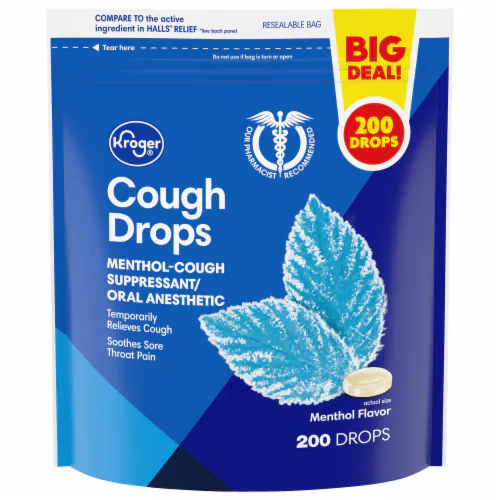 COMPARE TO the active
ingredient in HALLS® RELIEF* *See back panel
RESEALABLE BAG
Tear here
Do not use if bag is torn or open
BIG
DEAL!
200
DROPS
Kroger®
OUR PHARMACIST RECOMMENDED
Cough
Drops
MENTHOL-COUGH
SUPPRESSANT/
ORAL ANESTHETIC
Temporarily
Relieves Cough
Soothes Sore
Throat Pain
actual size
Menthol Flavor
200 DROPS